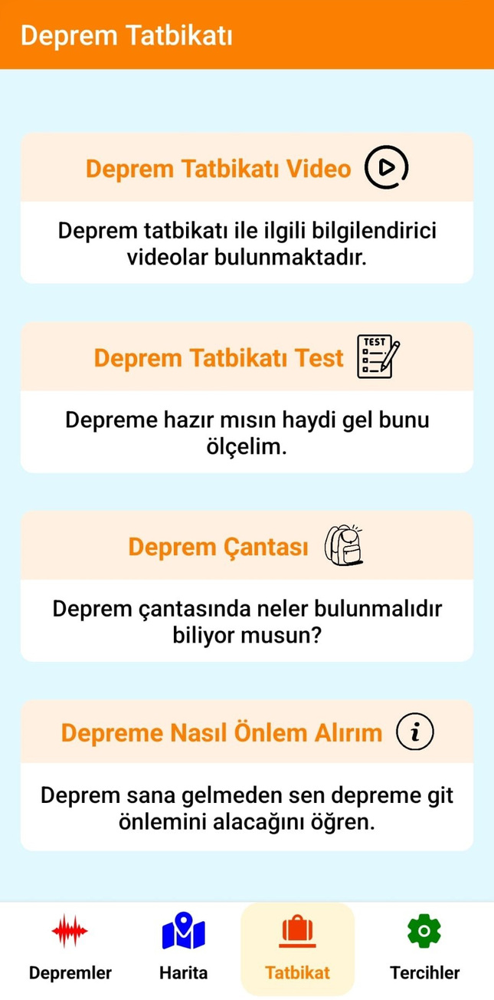 Deprem Tatbikatı
Deprem Tatbikatı Video
Deprem tatbikatı ile ilgili bilgilendirici
videolar bulunmaktadır.
Deprem Tatbikatı Test
TEST
Depreme hazır mısın haydi gel bunu
ölçelim.
Deprem Çantası
Deprem çantasında neler bulunmalıdır
biliyor musun?
Depreme Nasıl Önlem Alırım
i
Deprem sana gelmeden sen depreme git
önlemini alacağını öğren.
Depremler
Harita
Tatbikat
Tercihler